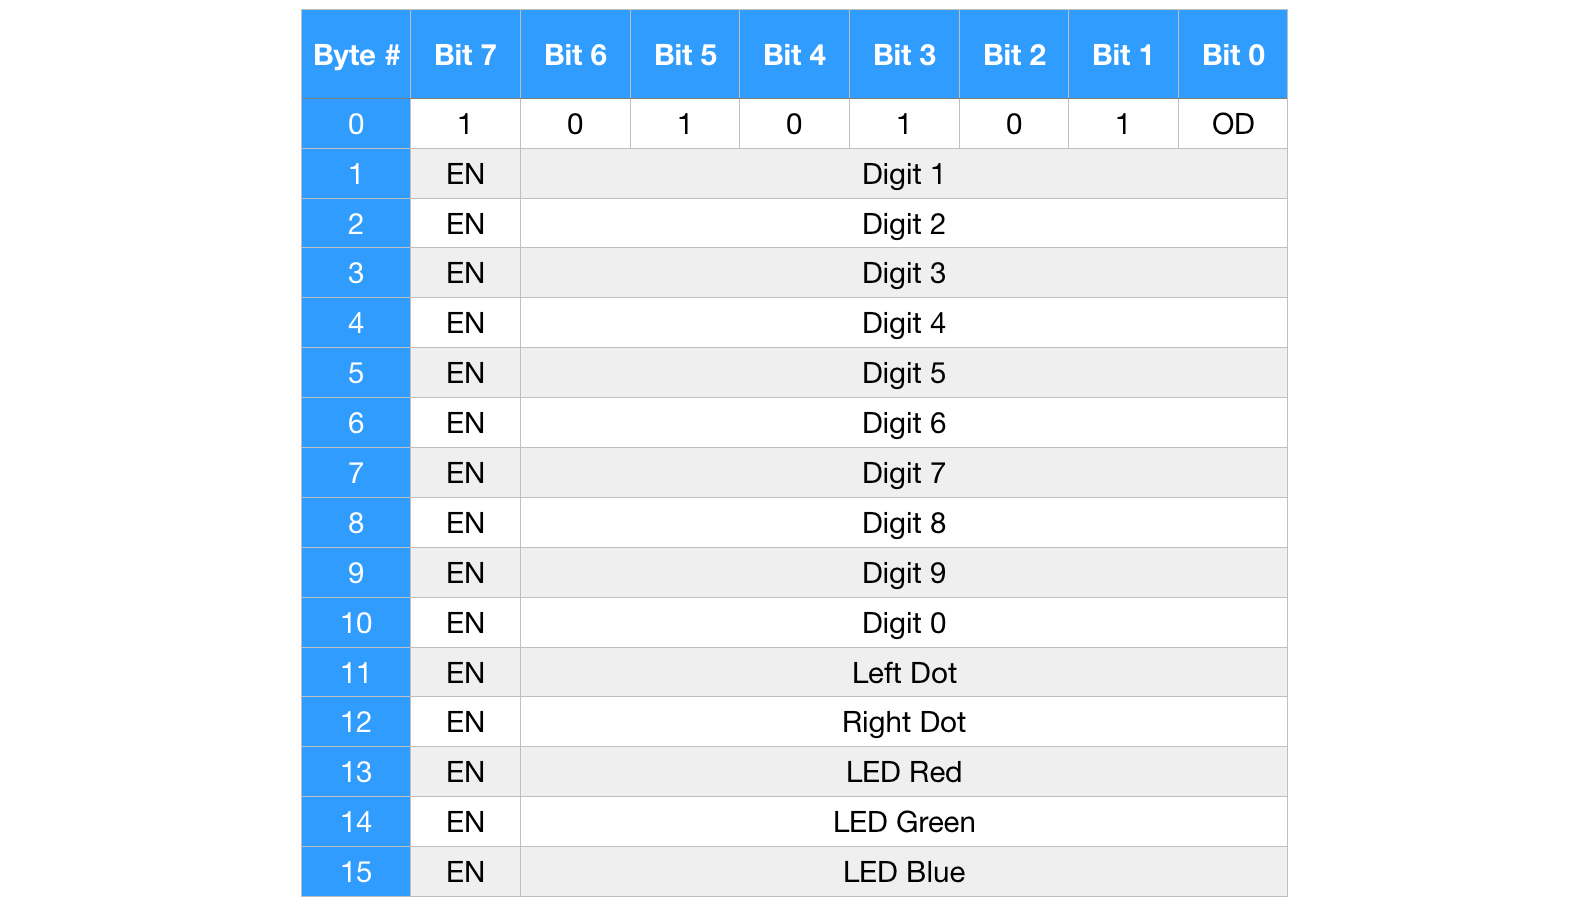 Byte # Bit 7 Bit 6 Bit 5 Bit 4 Bit 3 Bit 2 Bit 1 Bit 0
0 1 0 1 0 1 0 1 OD
1 EN Digit 1
2 EN Digit 2
3 EN Digit 3
4 EN Digit 4
5 EN Digit 5
6 EN Digit 6
7 EN Digit 7
8 EN Digit 8
9 EN Digit 9
10 EN Digit 0
11 EN Left Dot
12 EN Right Dot
13 EN LED Red
14 EN LED Green
15 EN LED Blue